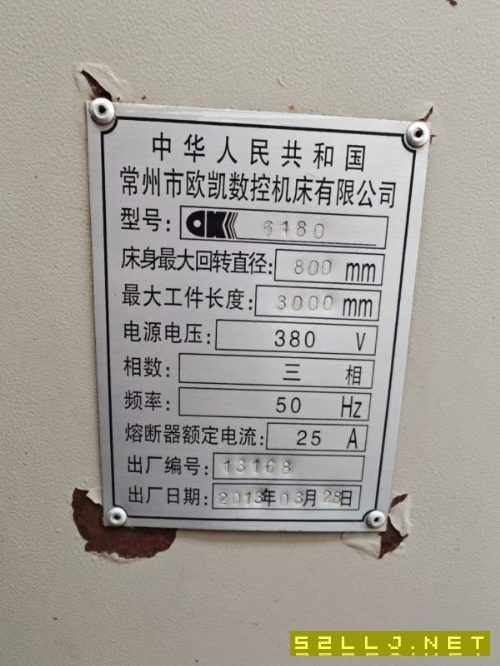 中华人民共和国
常州市欧凯数控机床有限公司
型号: CK 6180
床身最大回转直径: 800 mm
最大工件长度: 3000 mm
电源电压: 380 V
相数: 三 相
频率: 50 Hz
熔断器额定电流: 25 A
出厂编号: 13168
出厂日期: 2013年03月28日
52LLJ.NET